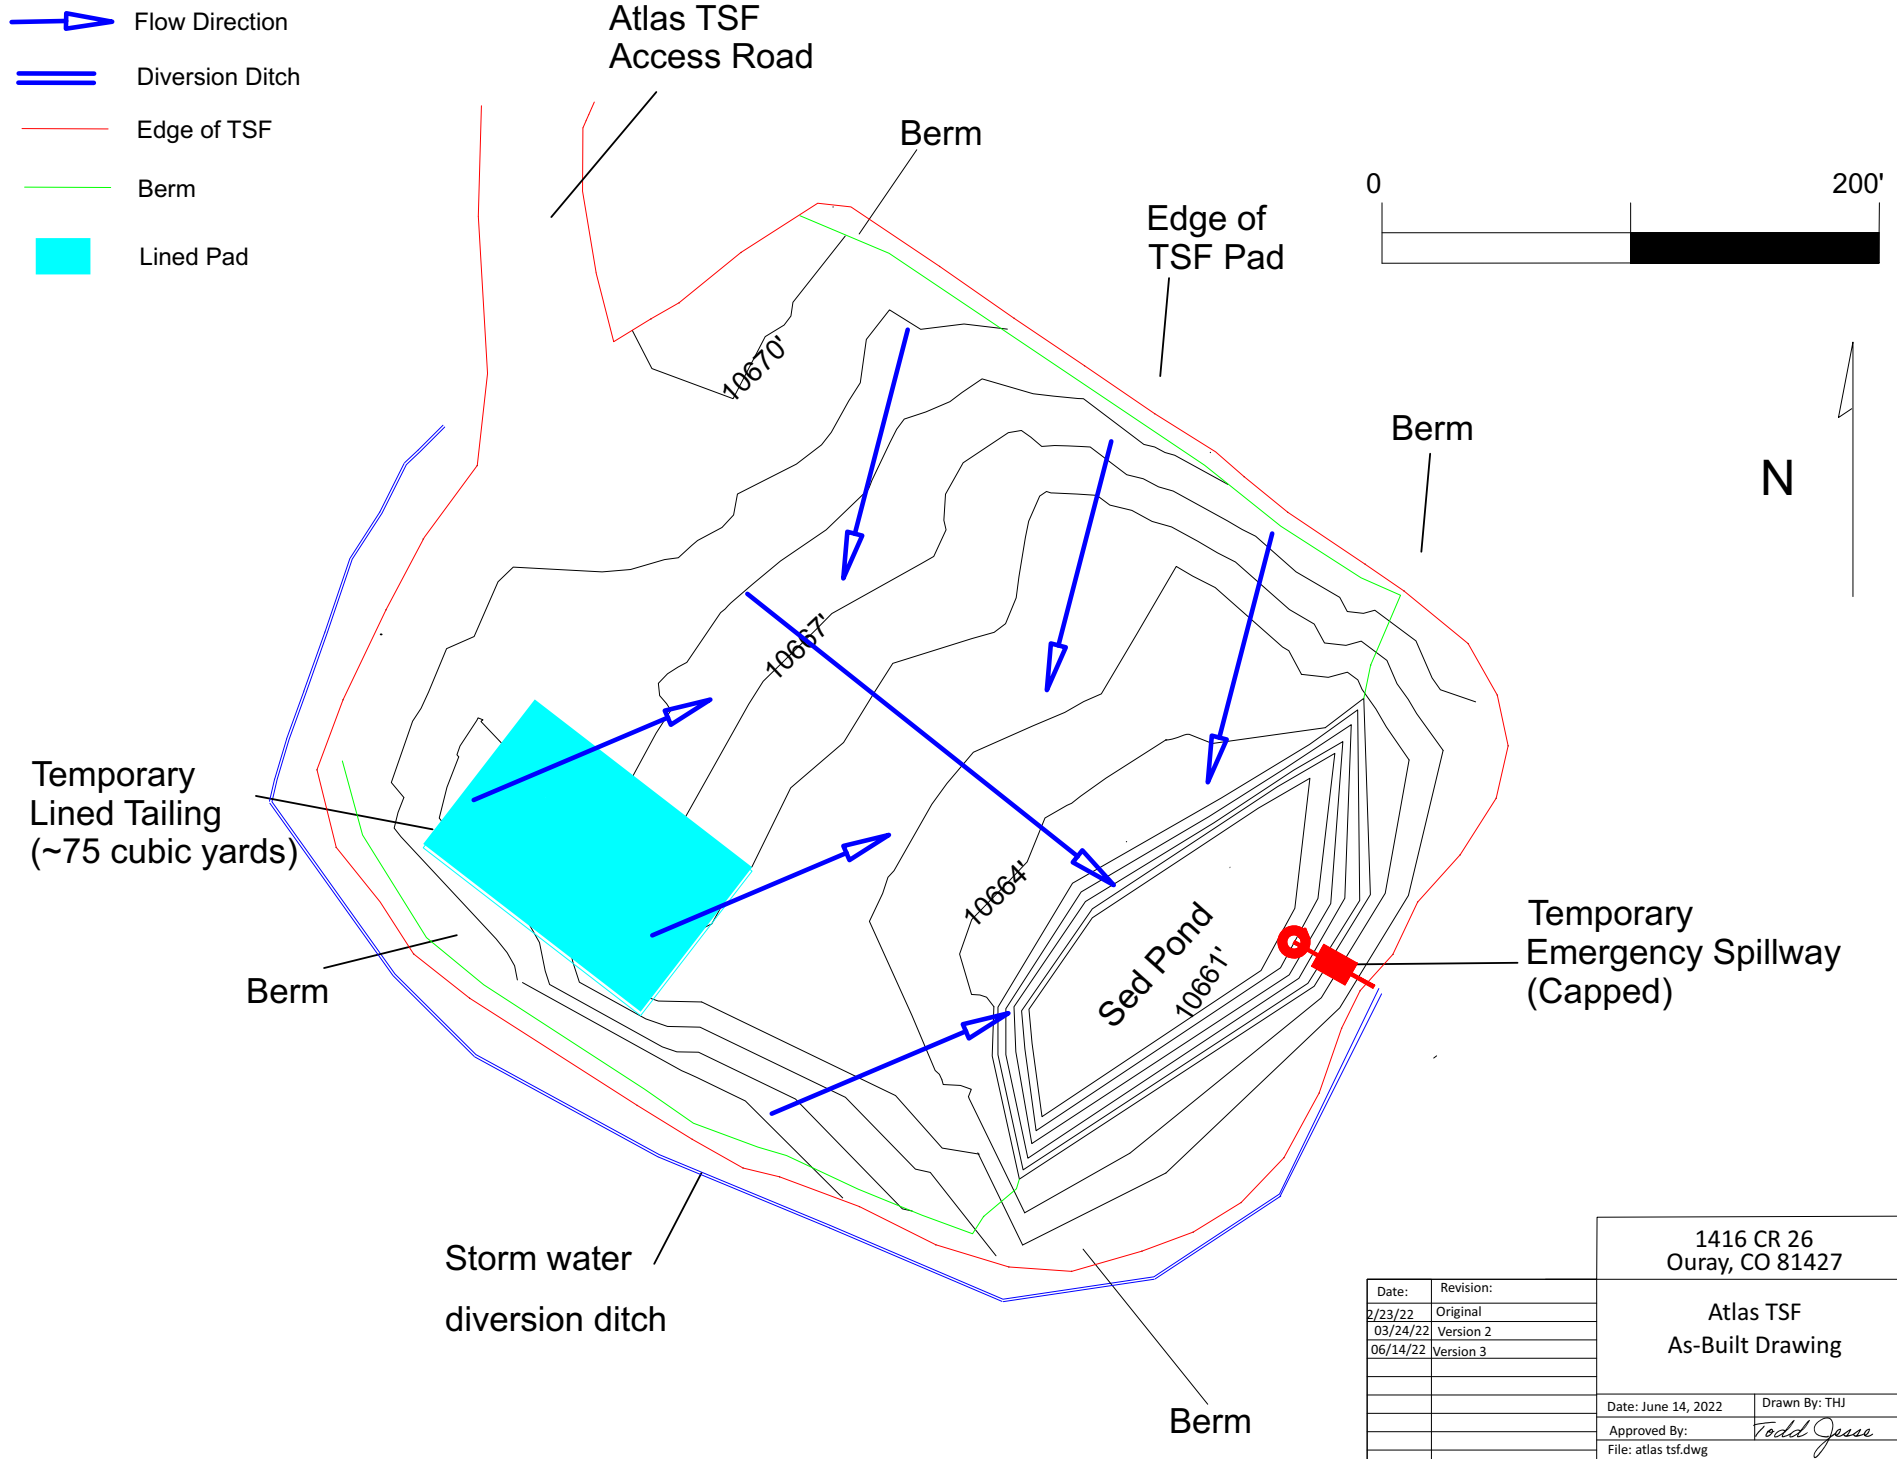 Flow Direction
Diversion Ditch
Edge of TSF
Berm
Lined Pad
Atlas TSF
Access Road
Berm
Edge of
TSF Pad
0 200'
Berm
N
10670'
10667'
10664'
Sed Pond
10661'
Temporary
Lined Tailing
(~75 cubic yards)
Berm
Temporary
Emergency Spillway
(Capped)
Storm water
diversion ditch
Berm
1416 CR 26
Ouray, CO 81427
Atlas TSF
As-Built Drawing
Date: Revision:
2/23/22 Original
03/24/22 Version 2
06/14/22 Version 3
Date: June 14, 2022 Drawn By: THJ
Approved By: Todd Jesse
File: atlas tsf.dwg